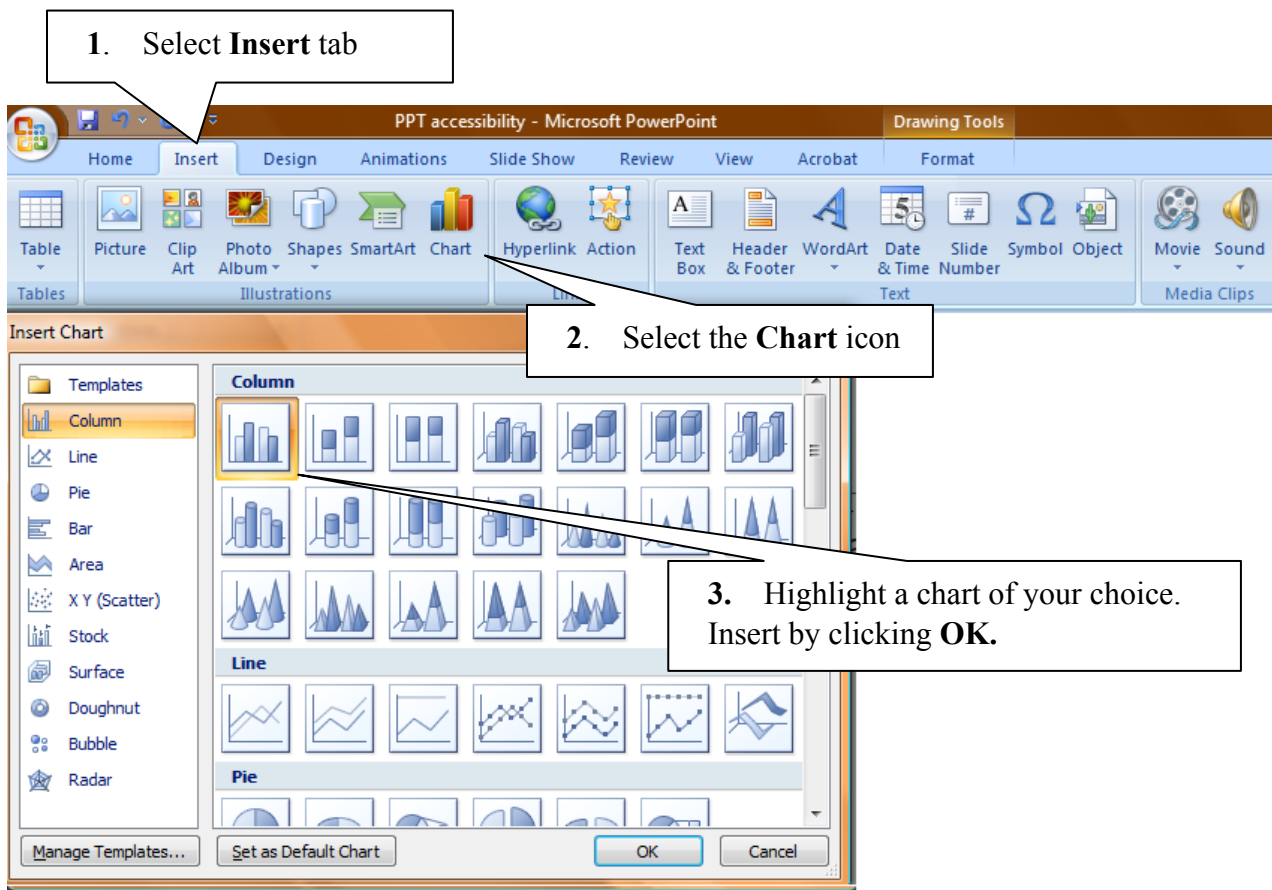 1. Select Insert tab
PPT accessibility - Microsoft PowerPoint Drawing Tools
Home Insert Design Animations Slide Show Review View Acrobat Format
Table Picture Clip Art Photo Album Shapes SmartArt Chart Hyperlink Action Text Box Header & Footer WordArt Date & Time Slide Number Symbol Object Movie Sound
Tables Illustrations Text Media Clips
2. Select the Chart icon
Insert Chart
Templates
Column
Line
Pie
Bar
Area
X Y (Scatter)
Stock
Surface
Doughnut
Bubble
Radar
Column
3. Highlight a chart of your choice.
Insert by clicking OK.
Line
Pie
Manage Templates... Set as Default Chart OK Cancel